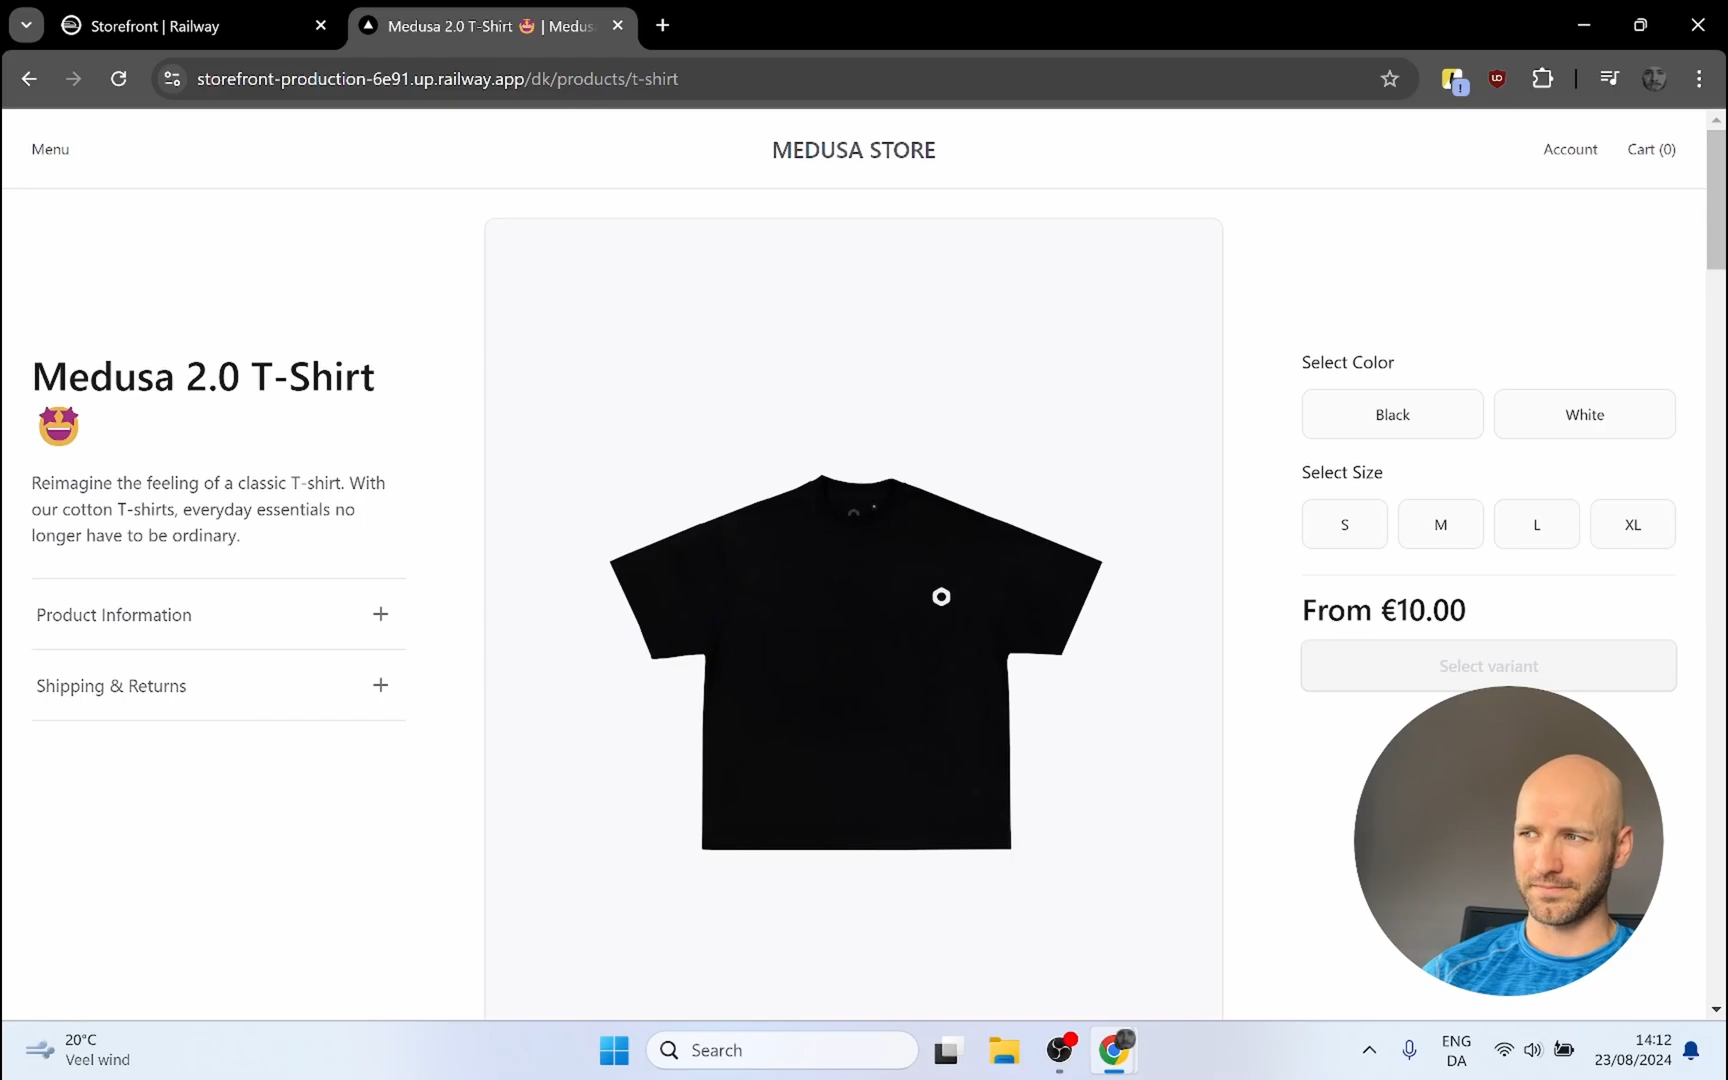 Storefront | Railway
Medusa 2.0 T-Shirt 🤩 | Medus
storefront-production-6e91.up.railway.app/dk/products/t-shirt
Menu
MEDUSA STORE
Account
Cart (0)
Medusa 2.0 T-Shirt
🤩
Reimagine the feeling of a classic T-shirt. With
our cotton T-shirts, everyday essentials no
longer have to be ordinary.
Product Information
Shipping & Returns
Select Color
Black
White
Select Size
S
M
L
XL
From €10.00
Select variant
20°C
Veel wind
Search
ENG
DA
14:12
23/08/2024